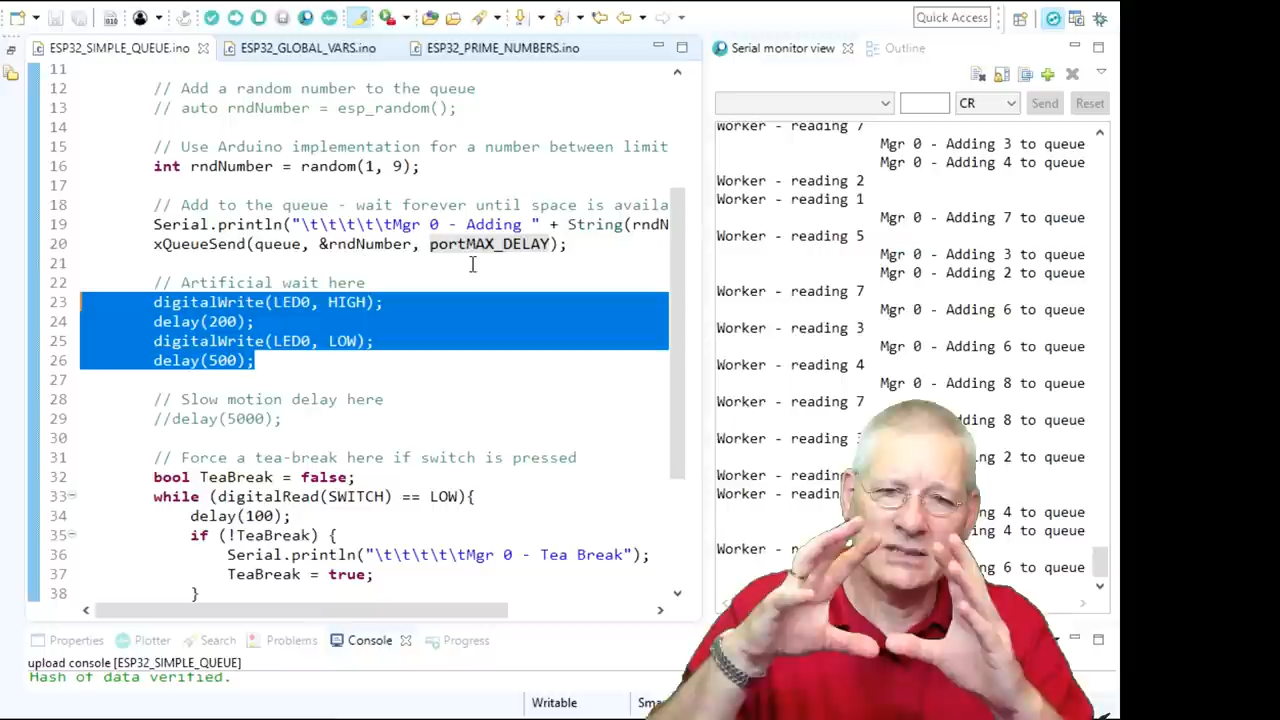 Quick Access
ESP32_SIMPLE_QUEUE.ino
ESP32_GLOBAL_VARS.ino
ESP32_PRIME_NUMBERS.ino
11
12 // Add a random number to the queue
13 // auto rndNumber = esp_random();
14
15 // Use Arduino implementation for a number between limit
16 int rndNumber = random(1, 9);
17
18 // Add to the queue - wait forever until space is availa
19 Serial.println("\t\t\t\t\tMgr 0 - Adding " + String(rndN
20 xQueueSend(queue, &rndNumber, portMAX_DELAY);
21
22 // Artificial wait here
23 digitalWrite(LED0, HIGH);
24 delay(200);
25 digitalWrite(LED0, LOW);
26 delay(500);
27
28 // Slow motion delay here
29 //delay(5000);
30
31 // Force a tea-break here if switch is pressed
32 bool TeaBreak = false;
33 while (digitalRead(SWITCH) == LOW){
34 delay(100);
35 if (!TeaBreak) {
36 Serial.println("\t\t\t\t\tMgr 0 - Tea Break");
37 TeaBreak = true;
38 }
Properties Plotter Search Problems Console Progress
upload console [ESP32_SIMPLE_QUEUE]
Hash of data verified.
Writable
Serial monitor view Outline
CR Send Reset
Worker - reading 7
Mgr 0 - Adding 3 to queue
Mgr 0 - Adding 4 to queue
Worker - reading 2
Worker - reading 1
Mgr 0 - Adding 7 to queue
Worker - reading 5
Mgr 0 - Adding 3 to queue
Mgr 0 - Adding 2 to queue
Worker - reading 7
Mgr 0 - Adding 6 to queue
Worker - reading 3
Mgr 0 - Adding 6 to queue
Worker - reading 4
Mgr 0 - Adding 8 to queue
Worker - reading 7
dding 8 to queue
Worker - reading
ing 2 to queue
Worker - reading
Worker - readin
ing 4 to queue
ing 4 to queue
Worker -
ing 6 to queue